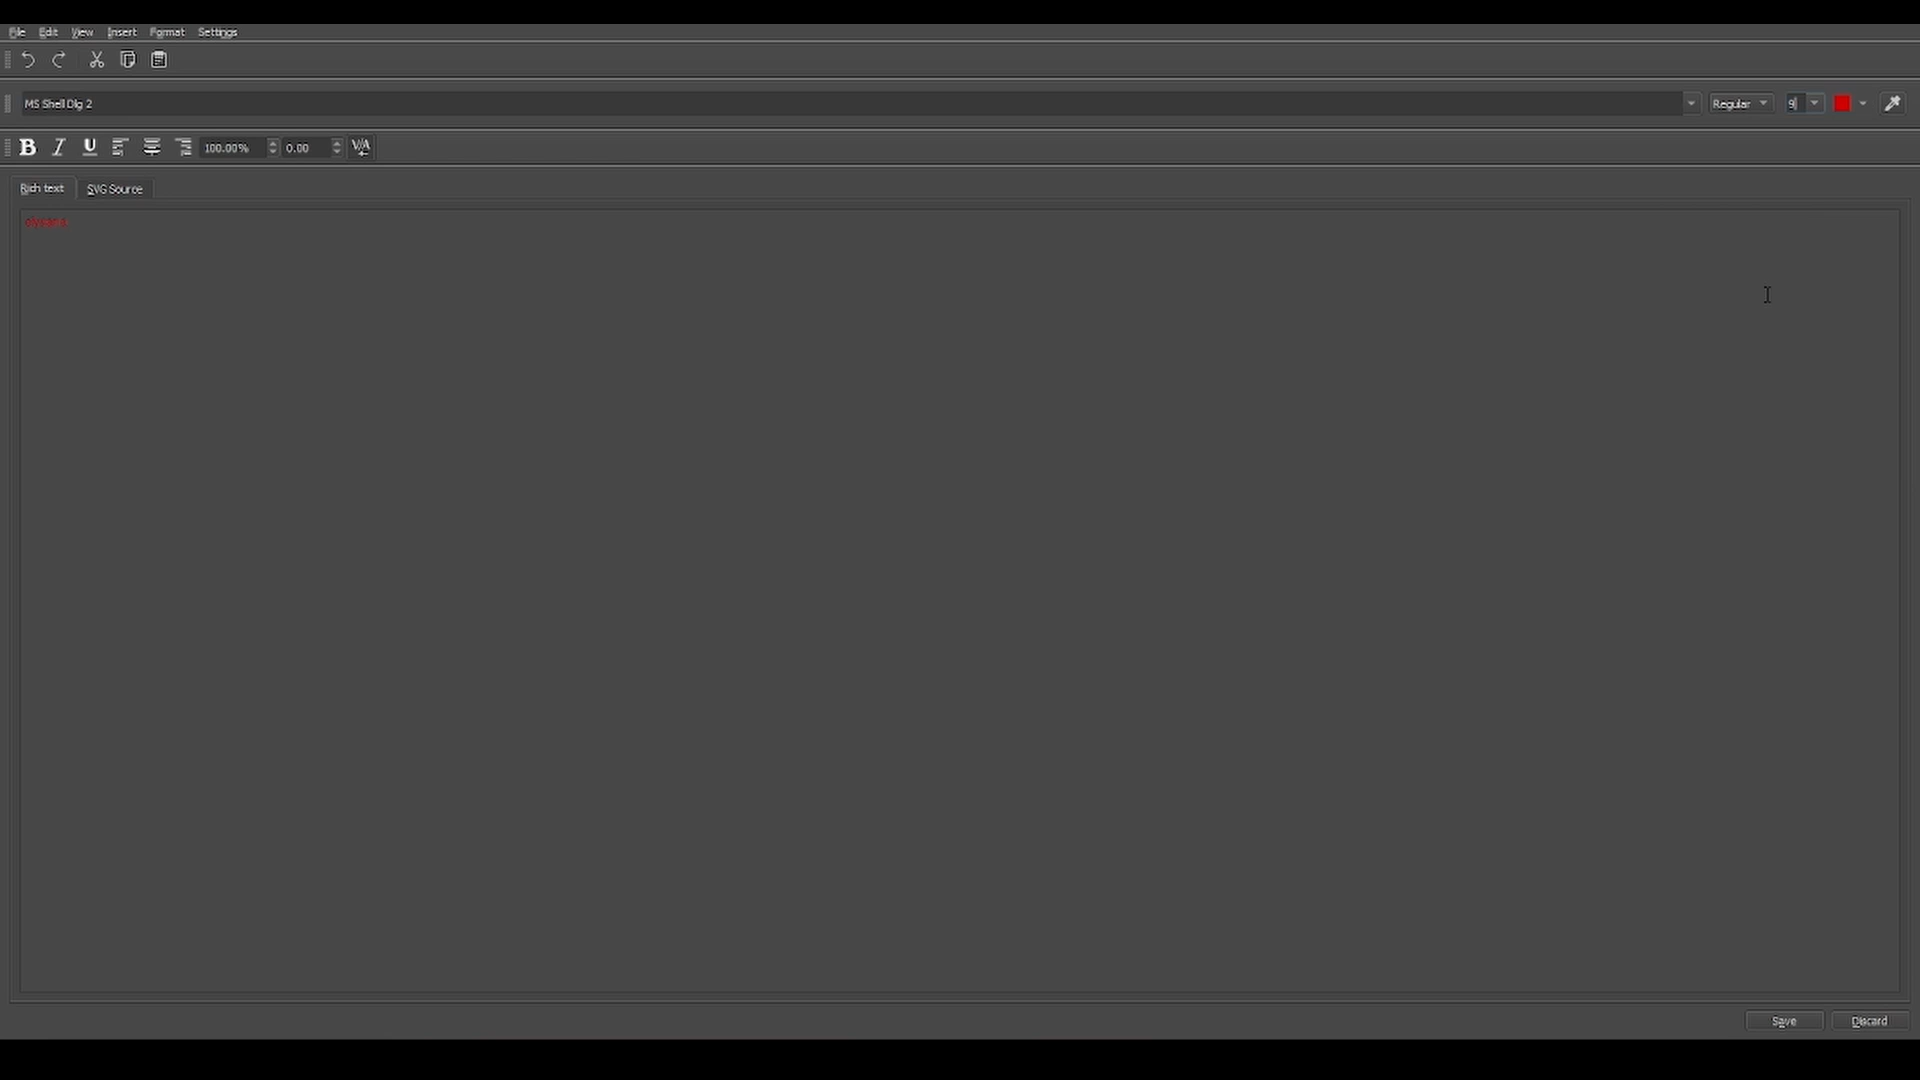 File Edit View Insert Format Settings
MS Shell Dlg 2 Regular 9
B I U 100.00% 0.00 V/A
Rich text SVG Source
Save Discard